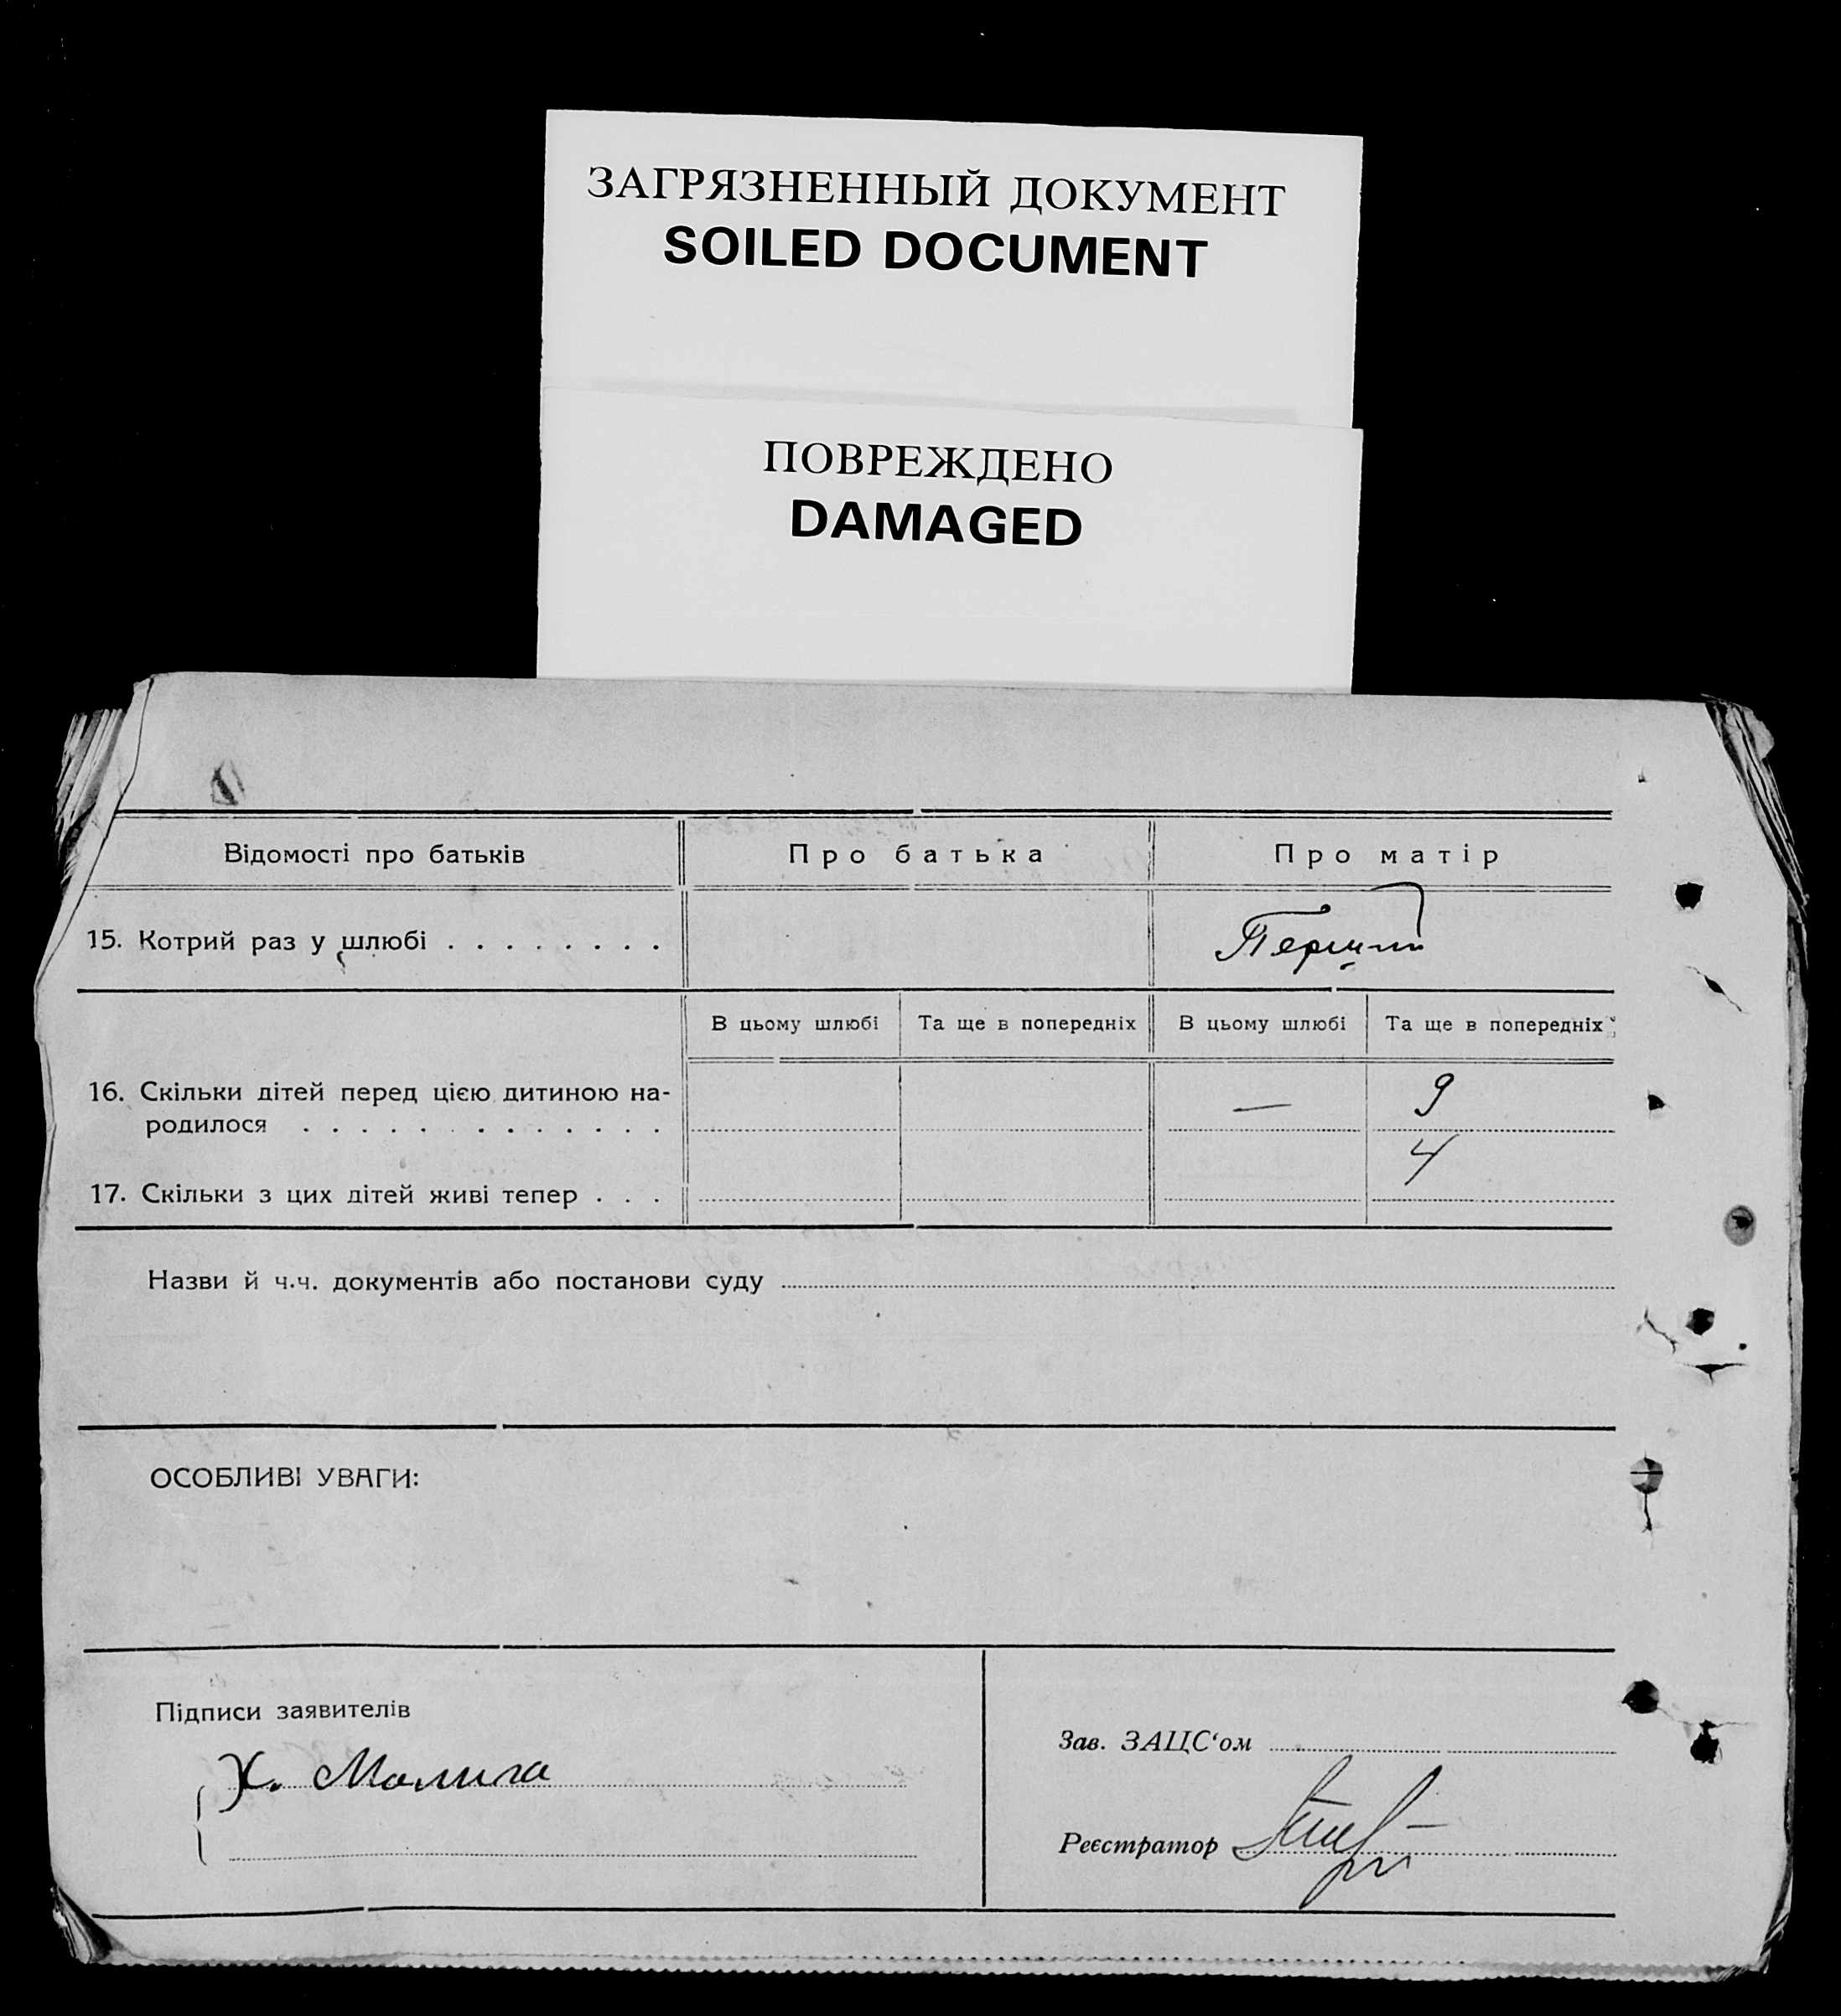 ЗАГРЯЗНЕННЫЙ ДОКУМЕНТ
SOILED DOCUMENT
ПОВРЕЖДЕНО
DAMAGED
Відомості про батьків Про батька Про матір
15. Котрий раз у шлюбі . . . . . . . . Перший
В цьому шлюбі Та ще в попередніх В цьому шлюбі Та ще в попередніх
16. Скільки дітей перед цією дитиною на- — 9
родилося . . . . . . . . . . . . .
17. Скільки з цих дітей живі тепер . . . 4
Назви й ч.ч. документів або постанови суду
ОСОБЛИВІ УВАГИ:
Підписи заявителів
Зав. ЗАЦС‘ом
Х.
Реєстратор